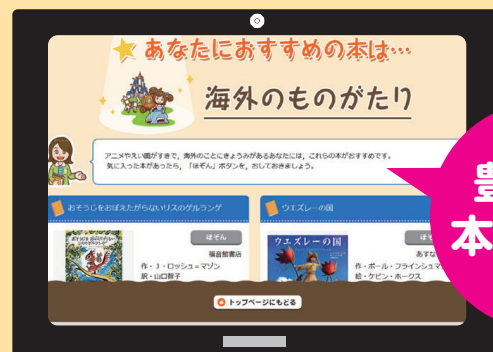 あなたにおすすめの本は…
海外のものがたり
アニメやえい画がすきで,海外のことにきょうみがあるあなたには,これらの本がおすすめです。
気に入った本があったら,「ほぞん」ボタンを,おしておきましょう。
おそうじをおぼえたがらないリスのゲルランゲ
ほぞん
福音館書店
作・J・ロッシュ=マゾン
訳・山口智子
ウエズレーの国
ウエズレーの国
ほぞ
あすな
作・ポール・フライシュマ
絵・ケビン・ホークス
トップページにもどる
豊
本